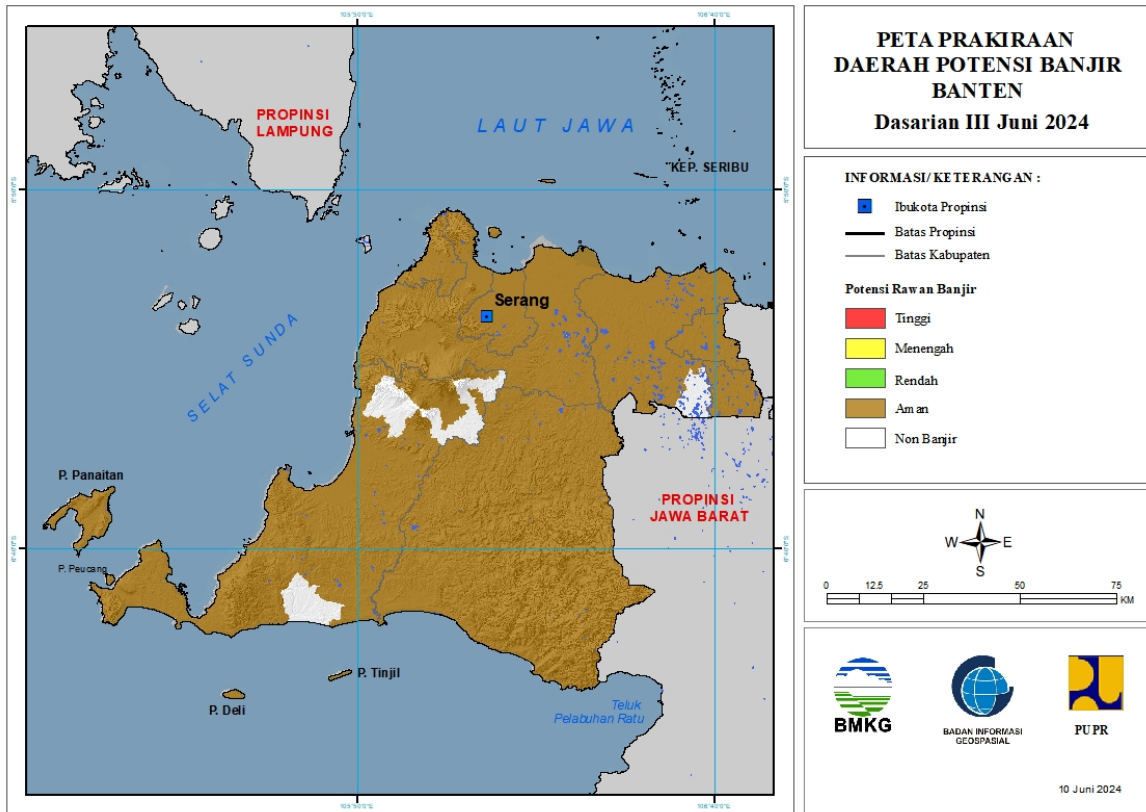 PROPINSI
LAMPUNG
LAUT JAWA
KEP. SERIBU
Serang
SELAT SUNDA
P. Panaitan
P. Peucang
PROPINSI
JAWA BARAT
P. Tinjil
P. Deli
Teluk
Pelabuhan Ratu
PETA PRAKIRAAN
DAERAH POTENSI BANJIR
BANTEN
Dasarian III Juni 2024
INFORMASI/ KETERANGAN :
Ibukota Propinsi
Batas Propinsi
Batas Kabupaten
Potensi Rawan Banjir
Tinggi
Menengah
Rendah
Aman
Non Banjir
N
W E
S
0 12.5 25 50 75
KM
BMKG
BADAN INFORMASI
GEOSPASIAL
PUPR
10 Juni 2024